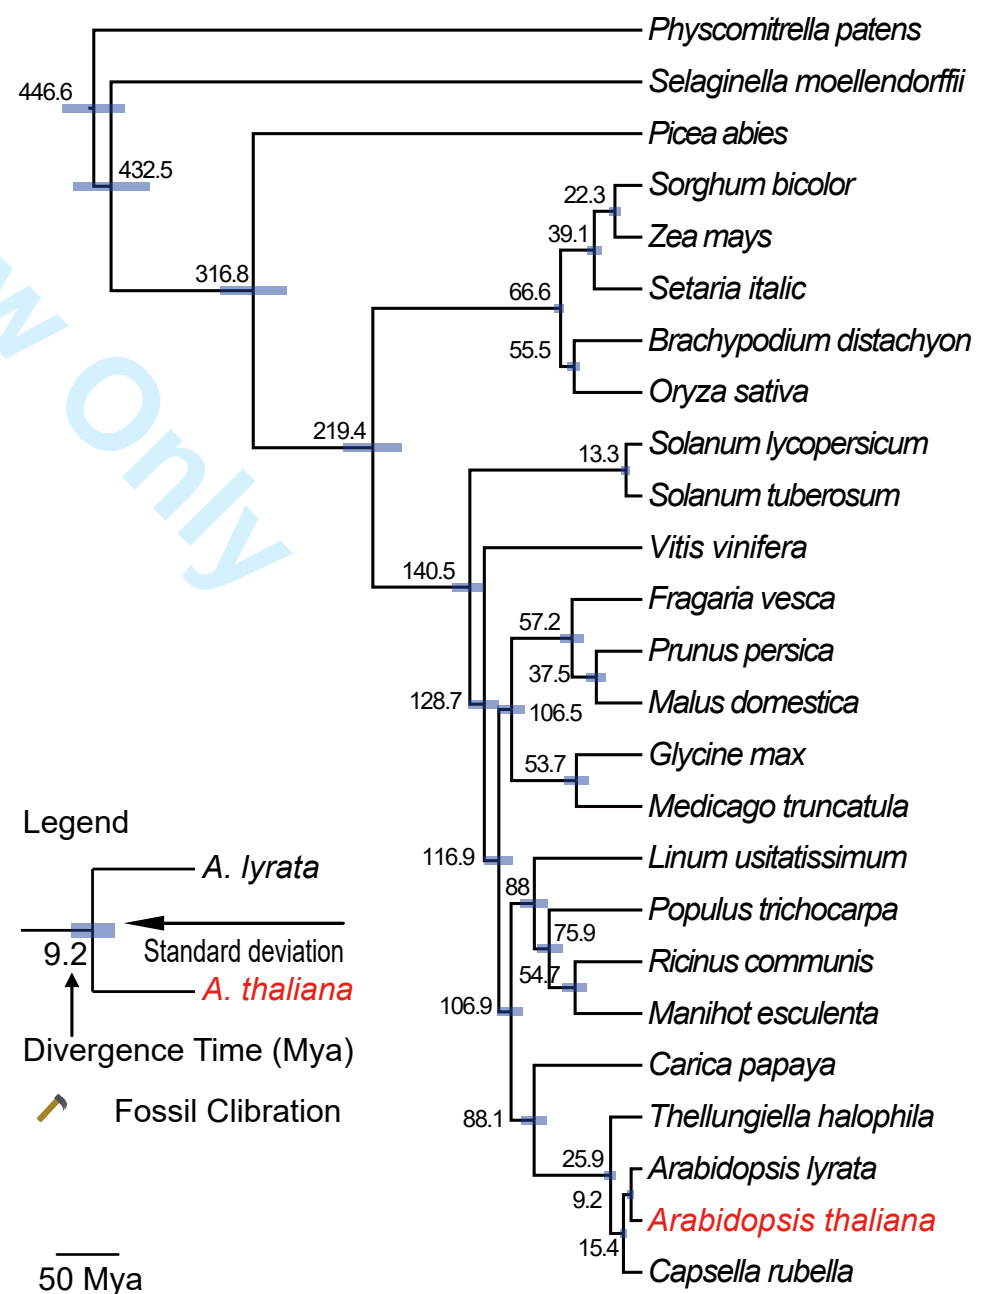 Physcomitrella patens
Selaginella moellendorffii
446.6
Picea abies
432.5
Sorghum bicolor
22.3
Zea mays
39.1
316.8
Setaria italic
66.6
Brachypodium distachyon
55.5
Oryza sativa
219.4
Solanum lycopersicum
13.3
Solanum tuberosum
w Only
Vitis vinifera
140.5
Fragaria vesca
57.2
Prunus persica
37.5
128.7
Malus domestica
106.5
Glycine max
53.7
Medicago truncatula
116.9
Linum usitatissimum
88
Populus trichocarpa
75.9
Ricinus communis
54.7
106.9
Manihot esculenta
Carica papaya
88.1
Thellungiella halophila
25.9
Arabidopsis lyrata
9.2
Arabidopsis thaliana
15.4
Capsella rubella
Legend
A. lyrata
Standard deviation
9.2
A. thaliana
Divergence Time (Mya)
Fossil Clibration
50 Mya